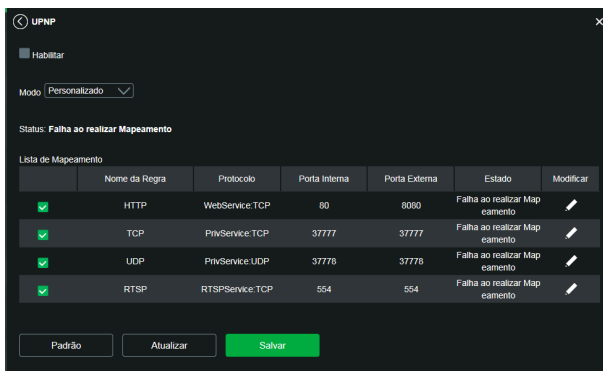 UPNP
Habilitar
Modo Personalizado
Status: Falha ao realizar Mapeamento
Lista de Mapeamento
Nome da Regra Protocolo Porta Interna Porta Externa Estado Modificar
HTTP WebService:TCP 80 8080 Falha ao realizar Map
eamento
TCP PrivService:TCP 37777 37777 Falha ao realizar Map
eamento
UDP PrivService:UDP 37778 37778 Falha ao realizar Map
eamento
RTSP RTSPService:TCP 554 554 Falha ao realizar Map
eamento
Padrão Atualizar Salvar